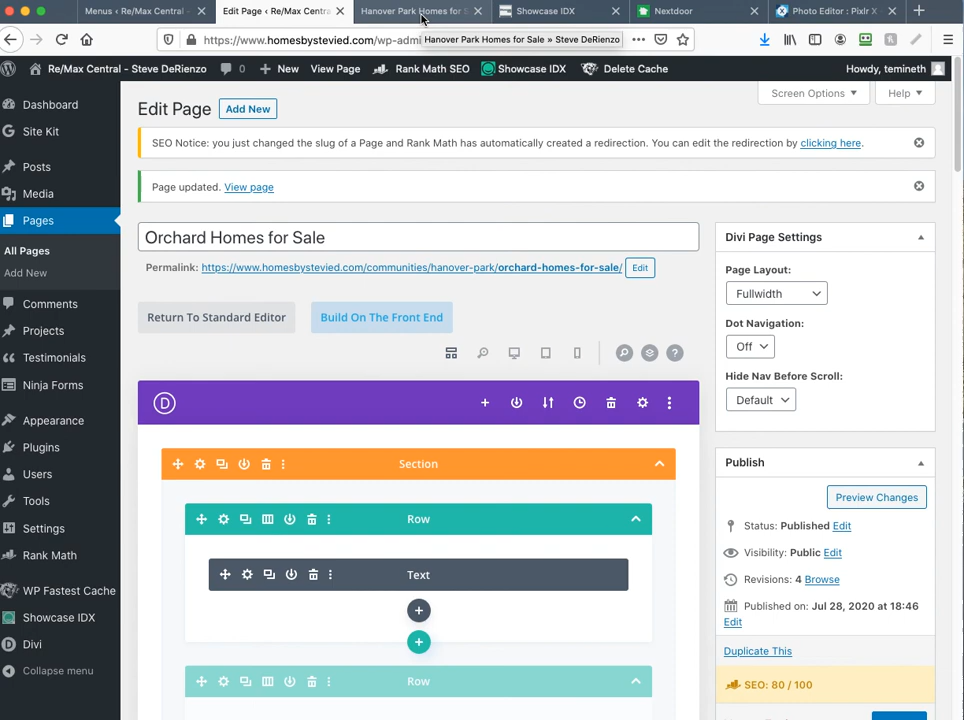 Menus ‹ Re/Max Central -
Edit Page ‹ Re/Max Centra
Hanover Park Homes for S
Showcase IDX
Nextdoor
Photo Editor : Pixlr X
https://www.homesbystevied.com/wp-admi
Hanover Park Homes for Sale » Steve DeRienzo
Re/Max Central - Steve DeRienzo
0
New
View Page
Rank Math SEO
Showcase IDX
Delete Cache
Howdy, temineth
Dashboard
Site Kit
Posts
Media
Pages
All Pages
Add New
Comments
Projects
Testimonials
Ninja Forms
Appearance
Plugins
Users
Tools
Settings
Rank Math
WP Fastest Cache
Showcase IDX
Divi
Collapse menu
Screen Options
Help
Edit Page
Add New
SEO Notice: you just changed the slug of a Page and Rank Math has automatically created a redirection. You can edit the redirection by clicking here.
Page updated. View page
Orchard Homes for Sale
Permalink: https://www.homesbystevied.com/communities/hanover-park/orchard-homes-for-sale/ Edit
Return To Standard Editor
Build On The Front End
D
Section
Row
Text
Row
Divi Page Settings
Page Layout:
Fullwidth
Dot Navigation:
Off
Hide Nav Before Scroll:
Default
Publish
Preview Changes
Status: Published Edit
Visibility: Public Edit
Revisions: 4 Browse
Published on: Jul 28, 2020 at 18:46
Edit
Duplicate This
SEO: 80 / 100